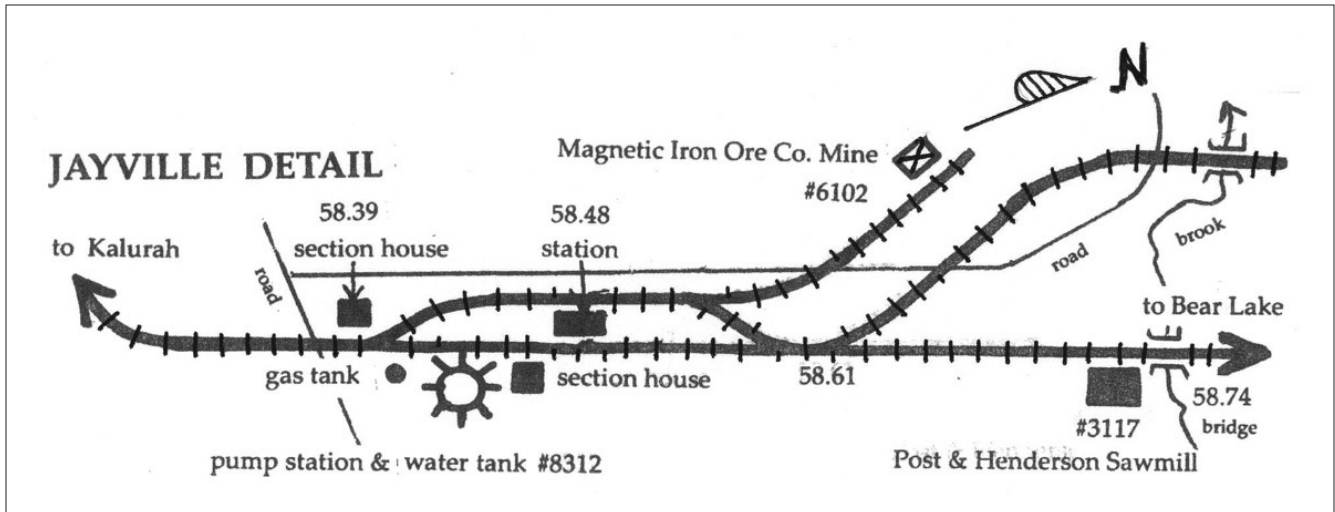 N
JAYVILLE DETAIL
Magnetic Iron Ore Co. Mine
#6102
58.39
section house
58.48
station
to Kalurah
road
road
brook
to Bear Lake
gas tank
section house
58.61
58.74
bridge
#3117
pump station & water tank #8312
Post & Henderson Sawmill